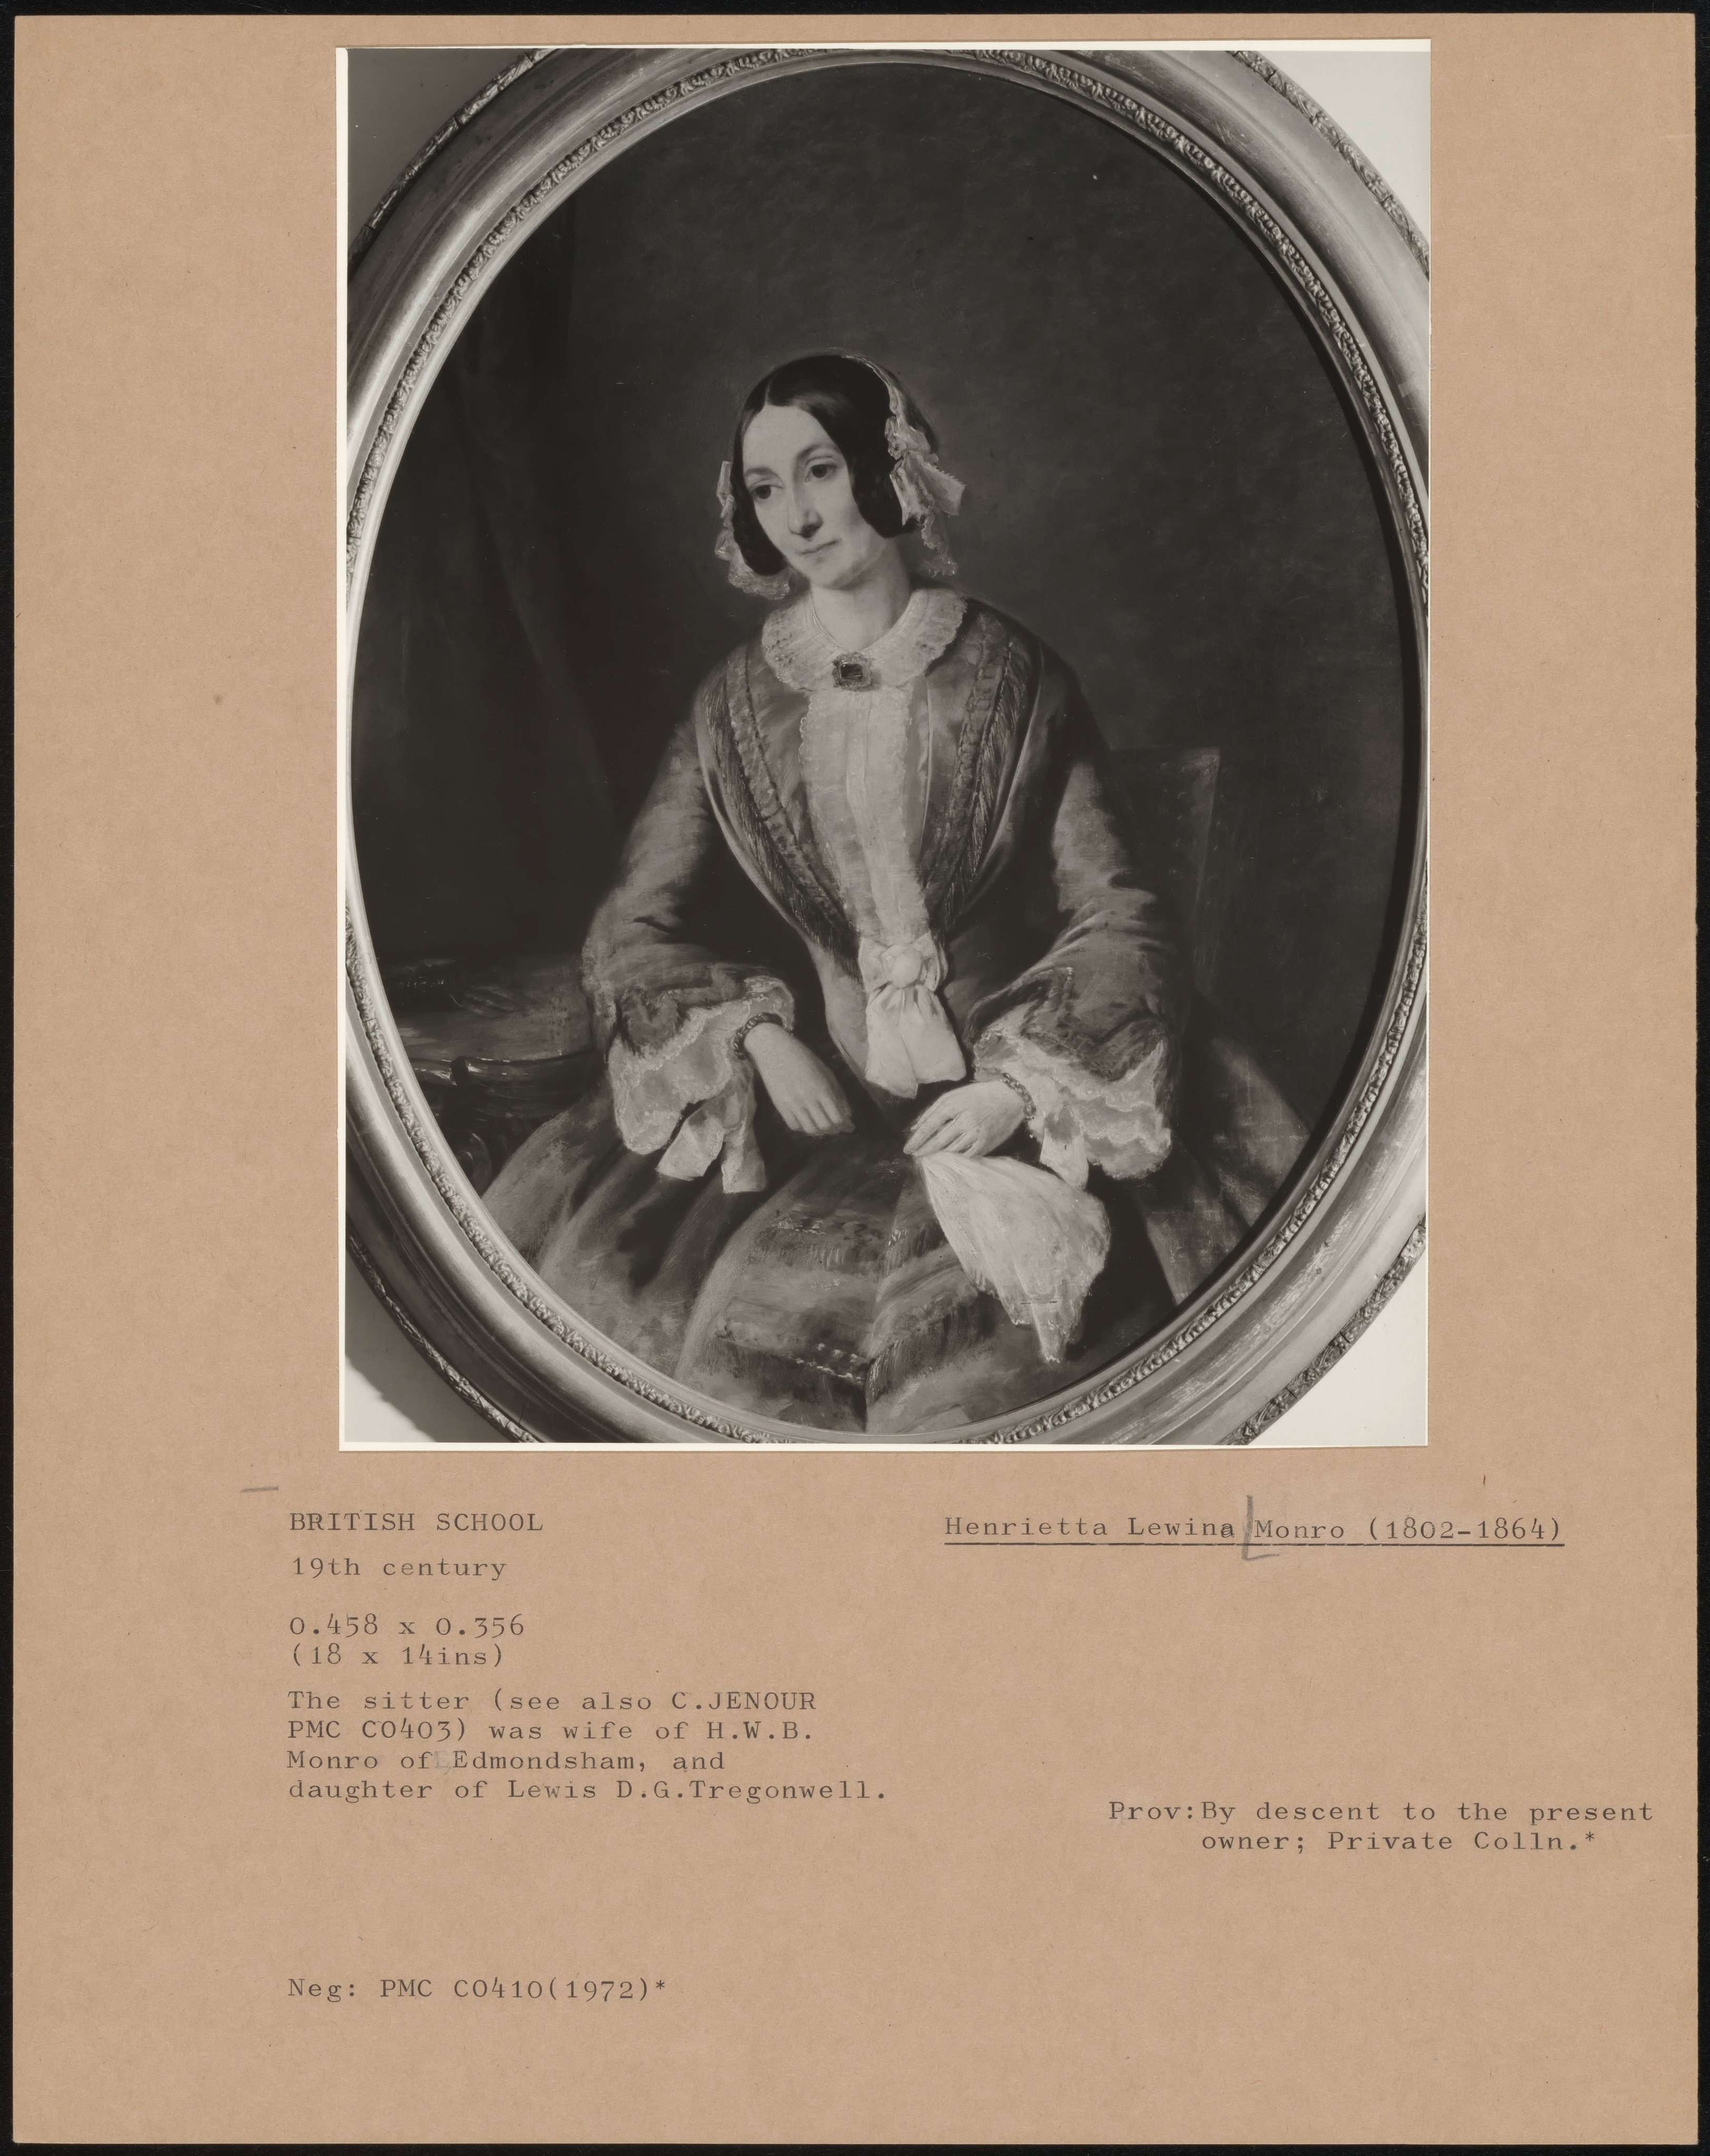 BRITISH SCHOOL
19th century
0.458 x 0.356
(18 x 14ins)
The sitter (see also C.JENOUR
PMC CO403) was wife of H.W.B.
Monro of Edmondsham, and
daughter of Lewis D.G.Tregonwell.
Neg: PMC CO410(1972)*
Henrietta Lewina Monro (1802-1864)
Prov:By descent to the present
owner; Private Colln.*